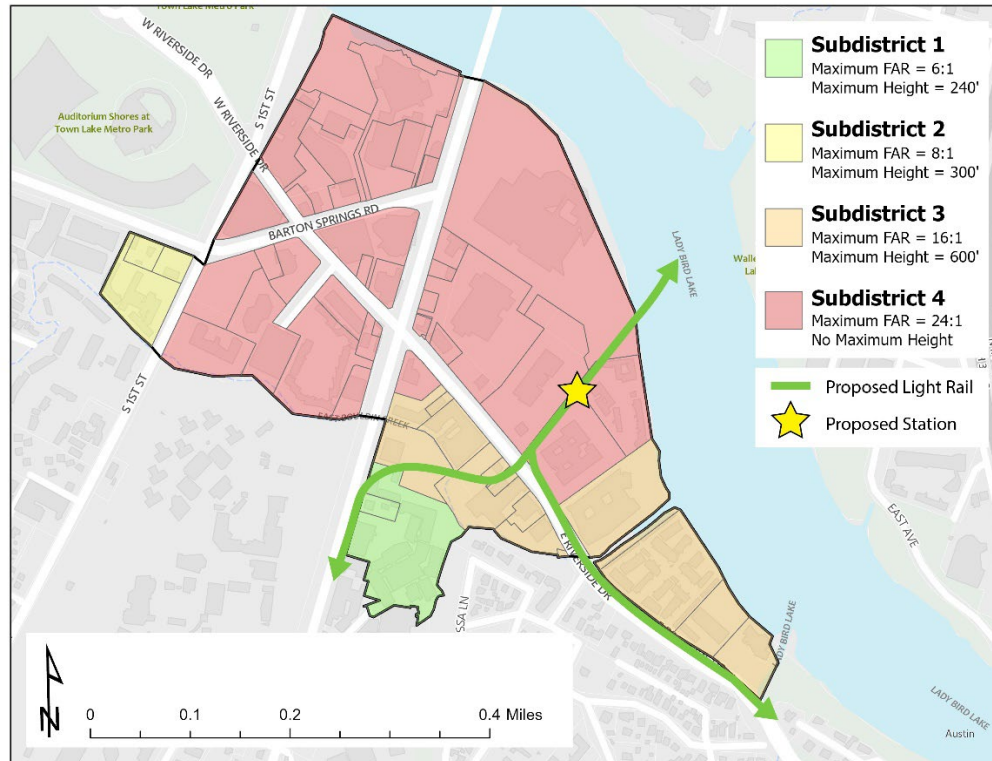 Town Lake Metro Park
W RIVERSIDE DR
W RIVERSIDE DR
S 1ST ST
Auditorium Shores at
Town Lake Metro Park
BARTON SPRINGS RD
LADY BIRD LAKE
S 1ST ST
E RIVERSIDE DR
EAST AVE
LADY BIRD LAKE
LADY BIRD LAKE
Austin
Subdistrict 1
Maximum FAR = 6:1
Maximum Height = 240'
Subdistrict 2
Maximum FAR = 8:1
Maximum Height = 300'
Subdistrict 3
Maximum FAR = 16:1
Maximum Height = 600'
Subdistrict 4
Maximum FAR = 24:1
No Maximum Height
Proposed Light Rail
Proposed Station
N
0 0.1 0.2 0.4 Miles